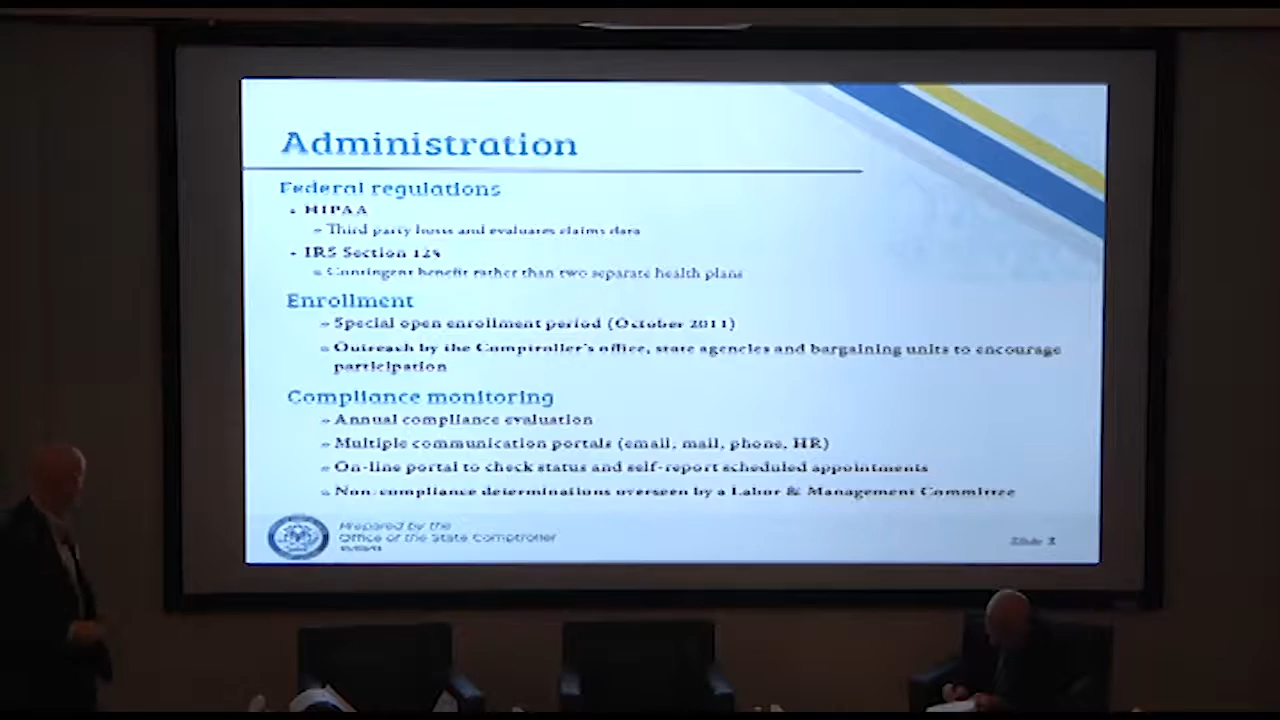 Administration
Federal regulations
• HIPAA
» Third party hosts and evaluates claims data
• IRS Section 125
» Contingent benefit rather than two separate health plans
Enrollment
» Special open enrollment period (October 2011)
» Outreach by the Comptroller's office, state agencies and bargaining units to encourage
participation
Compliance monitoring
» Annual compliance evaluation
» Multiple communication portals (email, mail, phone, HR)
» On-line portal to check status and self-report scheduled appointments
» Non-compliance determinations overseen by a Labor & Management Committee
Prepared by the
Office of the State Comptroller
Slide